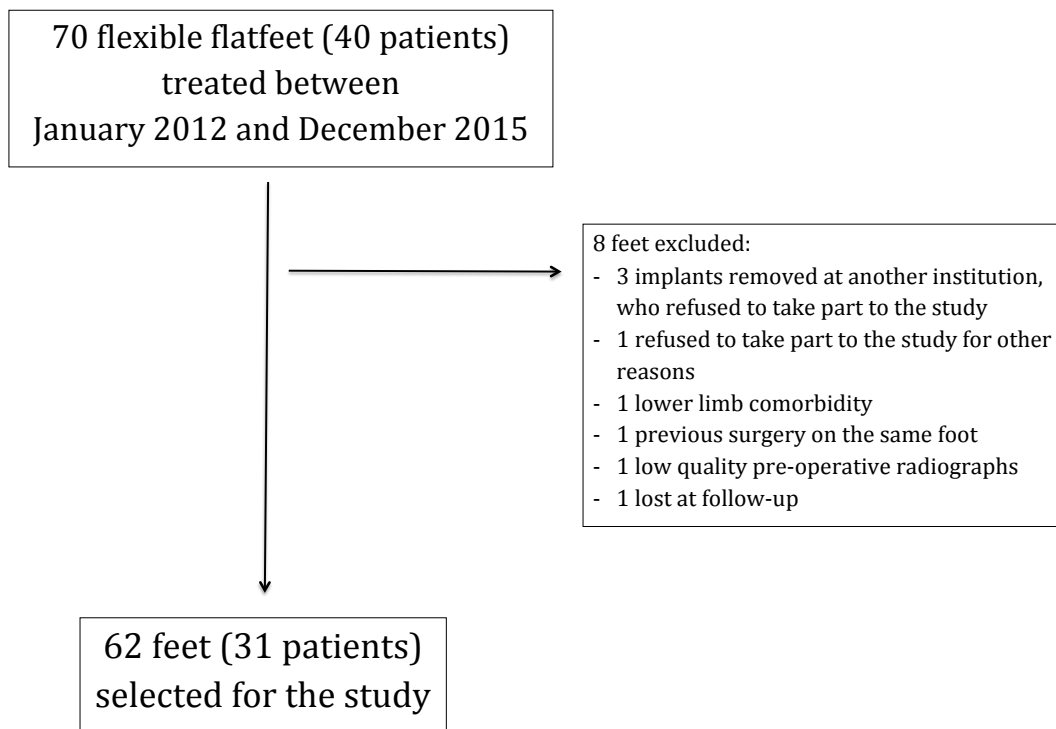 70 flexible flatfeet (40 patients)
treated between
January 2012 and December 2015
8 feet excluded:
- 3 implants removed at another institution,
who refused to take part to the study
- 1 refused to take part to the study for other
reasons
- 1 lower limb comorbidity
- 1 previous surgery on the same foot
- 1 low quality pre-operative radiographs
- 1 lost at follow-up
62 feet (31 patients)
selected for the study